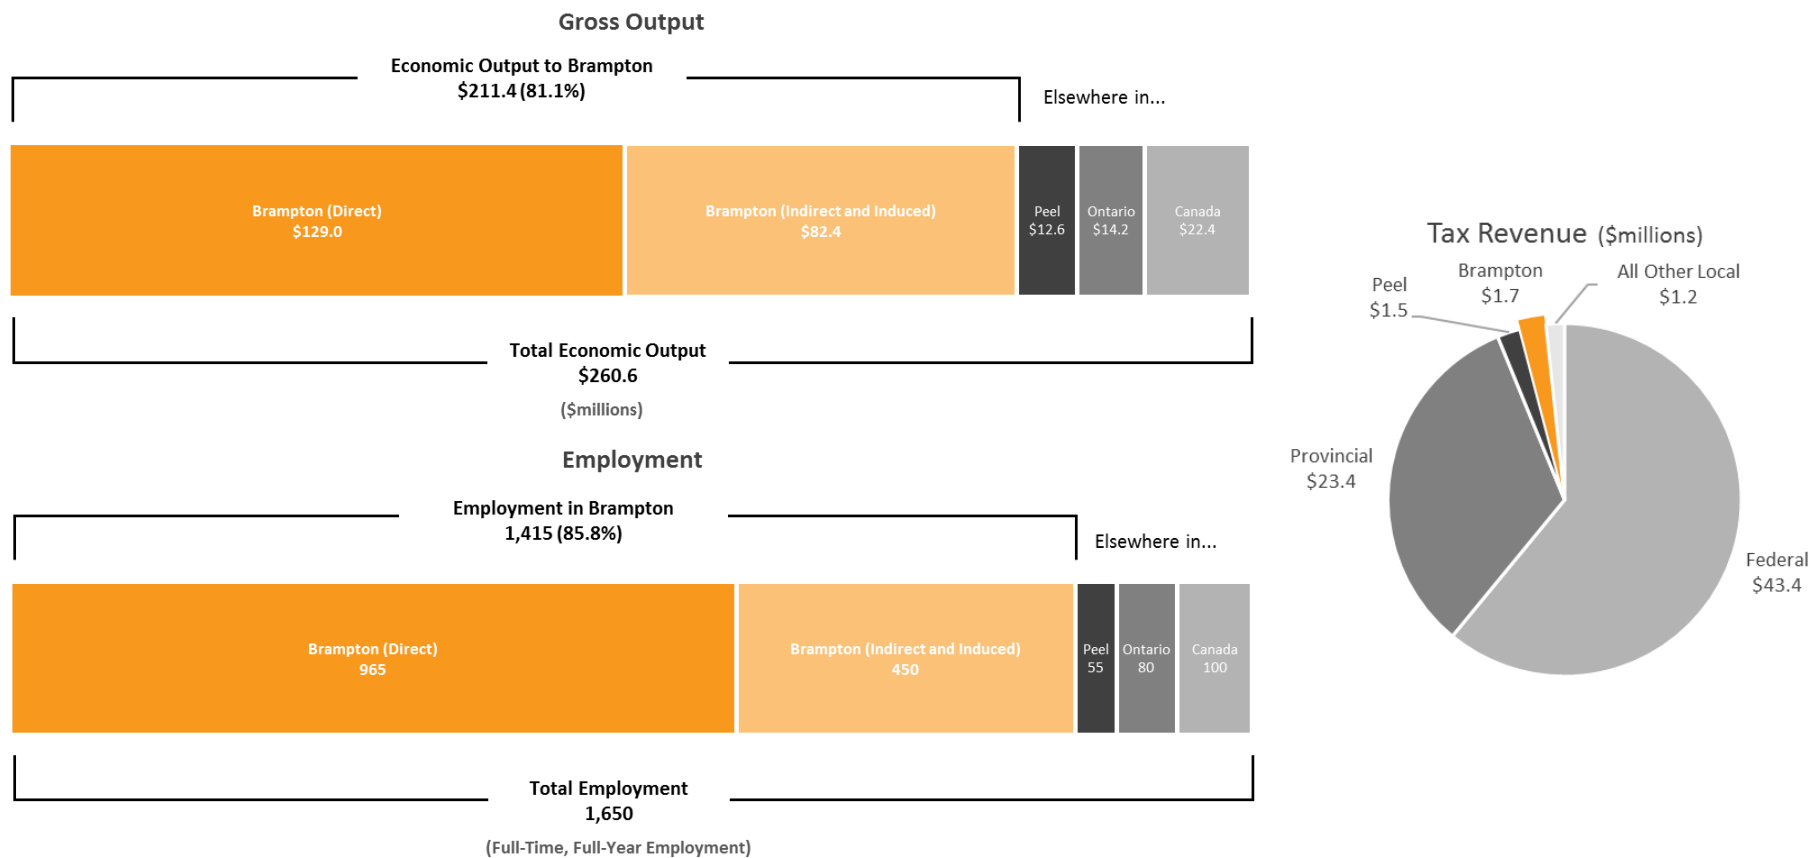 Gross Output
Economic Output to Brampton
$211.4 (81.1%)
Elsewhere in...
Brampton (Direct)
$129.0
Brampton (Indirect and Induced)
$82.4
Peel
$12.6
Ontario
$14.2
Canada
$22.4
Total Economic Output
$260.6
($millions)
Employment
Employment in Brampton
1,415 (85.8%)
Elsewhere in...
Brampton (Direct)
965
Brampton (Indirect and Induced)
450
Peel
55
Ontario
80
Canada
100
Total Employment
1,650
(Full-Time, Full-Year Employment)
Tax Revenue ($millions)
Peel
$1.5
Brampton
$1.7
All Other Local
$1.2
Provincial
$23.4
Federal
$43.4